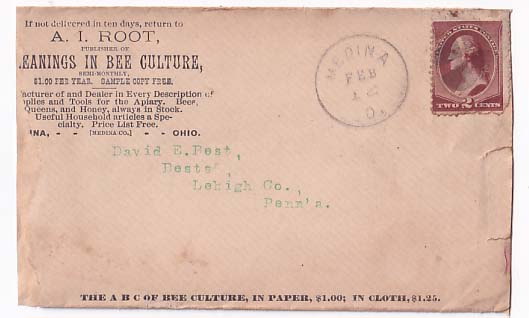 If not delivered in ten days, return to
A. I. ROOT,
PUBLISHER OF
EANINGS IN BEE CULTURE,
SEMI-MONTHLY,
$1.00 PER YEAR. SAMPLE COPY FREE.
acturer of and Dealer in Every Description of
plies and Tools for the Apiary. Bees,
Queens, and Honey, always in Stock.
Useful Household articles a Spe-
cialty. Price List Free.
INA, - - [MEDINA CO.] - - OHIO.
MEDINA
FEB
O.
TWO 2 CENTS
David E. Best,
Bests,
Lehigh Co.,
Penn'a.
THE A B C OF BEE CULTURE, IN PAPER, $1.00; IN CLOTH, $1.25.